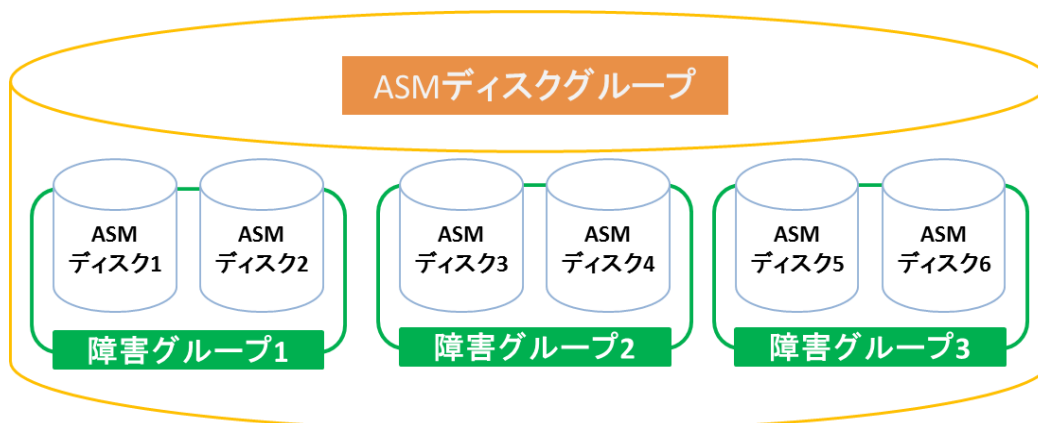 ASMディスクグループ
ASM
ディスク1
ASM
ディスク2
ASM
ディスク3
ASM
ディスク4
ASM
ディスク5
ASM
ディスク6
障害グループ1
障害グループ2
障害グループ3